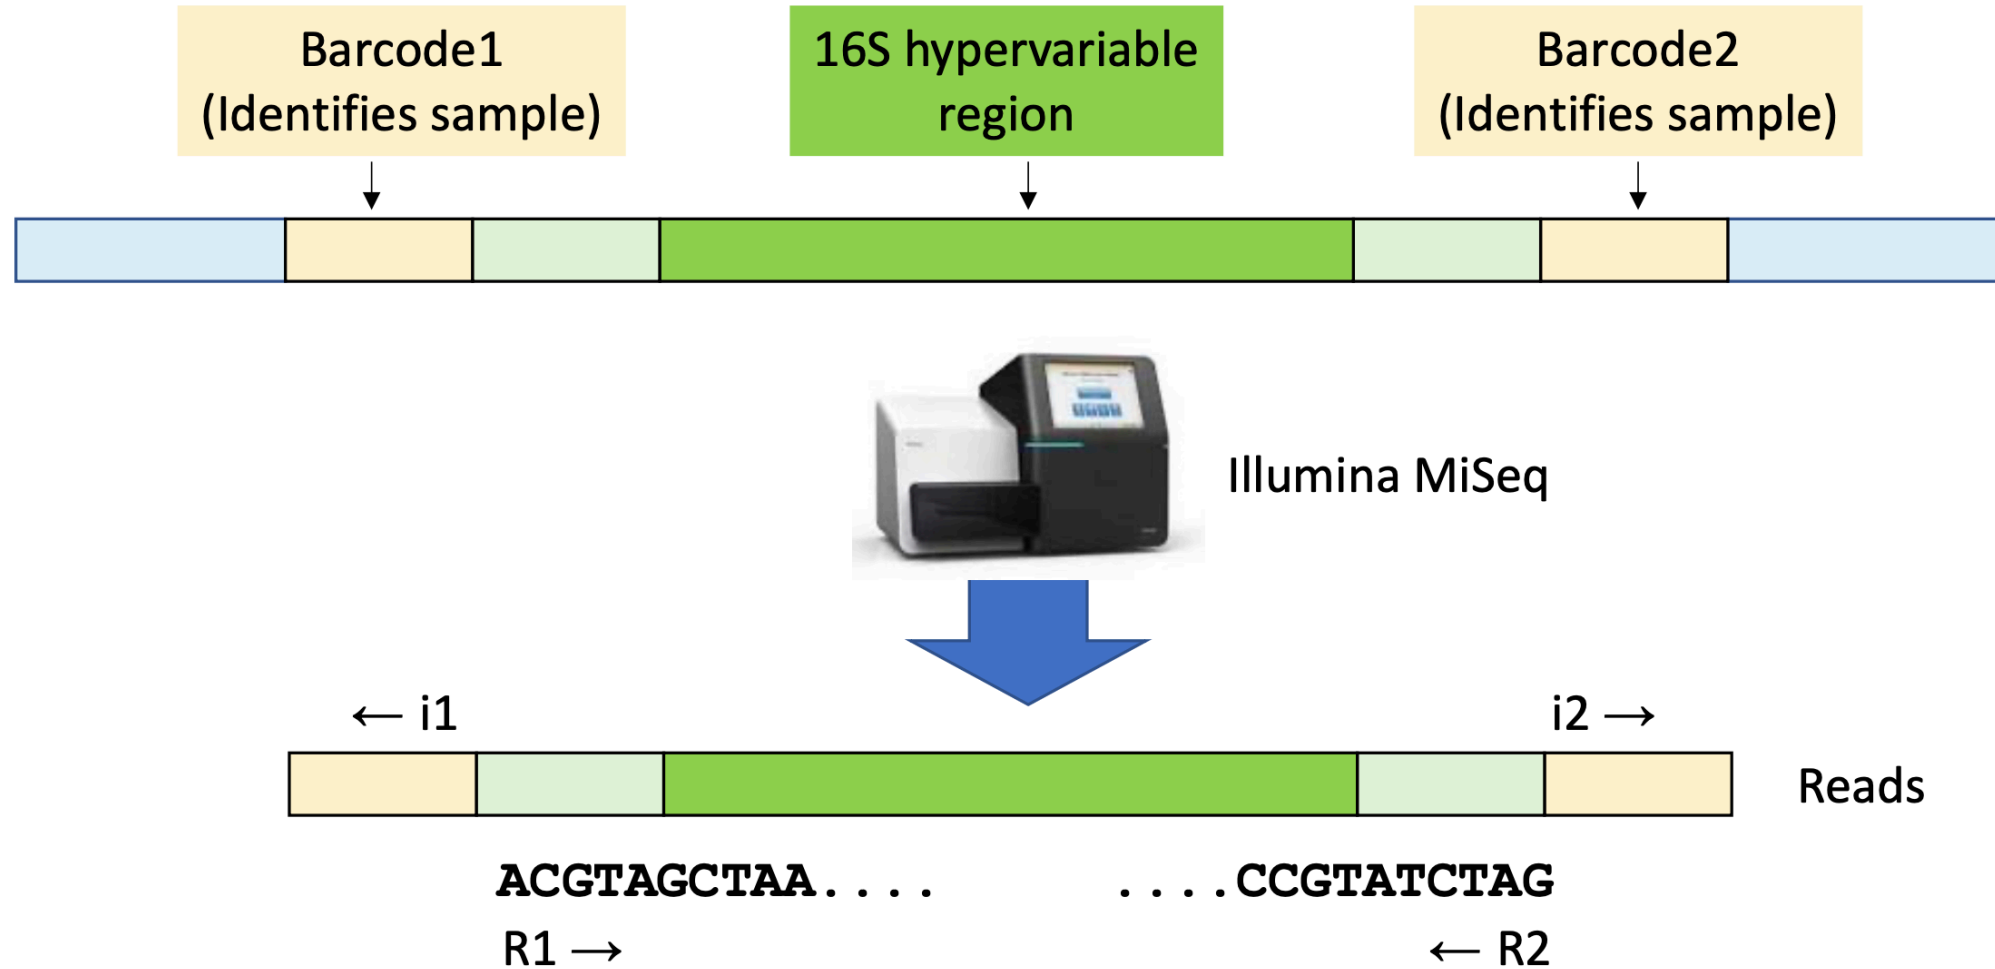 Barcode1
(Identifies sample)
16S hypervariable
region
Barcode2
(Identifies sample)
Illumina MiSeq
← i1
i2 →
Reads
ACGTAGCTAA....
....CCGTATCTAG
R1 →
← R2